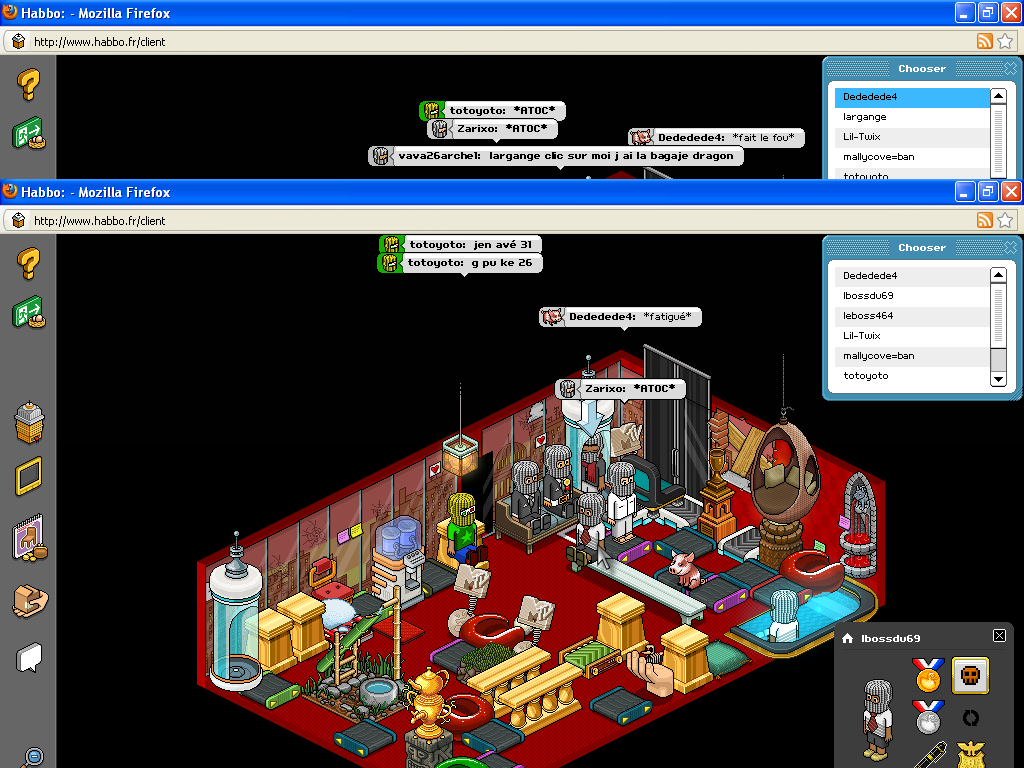 Habbo: - Mozilla Firefox
http://www.habbo.fr/client
Chooser
Dededede4
largange
Lil-Twix
mallycove=ban
totoyoto
totoyoto: *ATOC*
Zarixo: *ATOC*
Dededede4: *fait le fou*
vava26archel: largange clic sur moi j ai la bagaje dragon
Habbo: - Mozilla Firefox
http://www.habbo.fr/client
totoyoto: jen avé 31
totoyoto: g pu ke 26
Chooser
Dededede4
lbossdu69
leboss464
Lil-Twix
mallycove=ban
totoyoto
Dededede4: *fatigué*
Zarixo: *ATOC*
MTV
MTV
MTV
lbossdu69